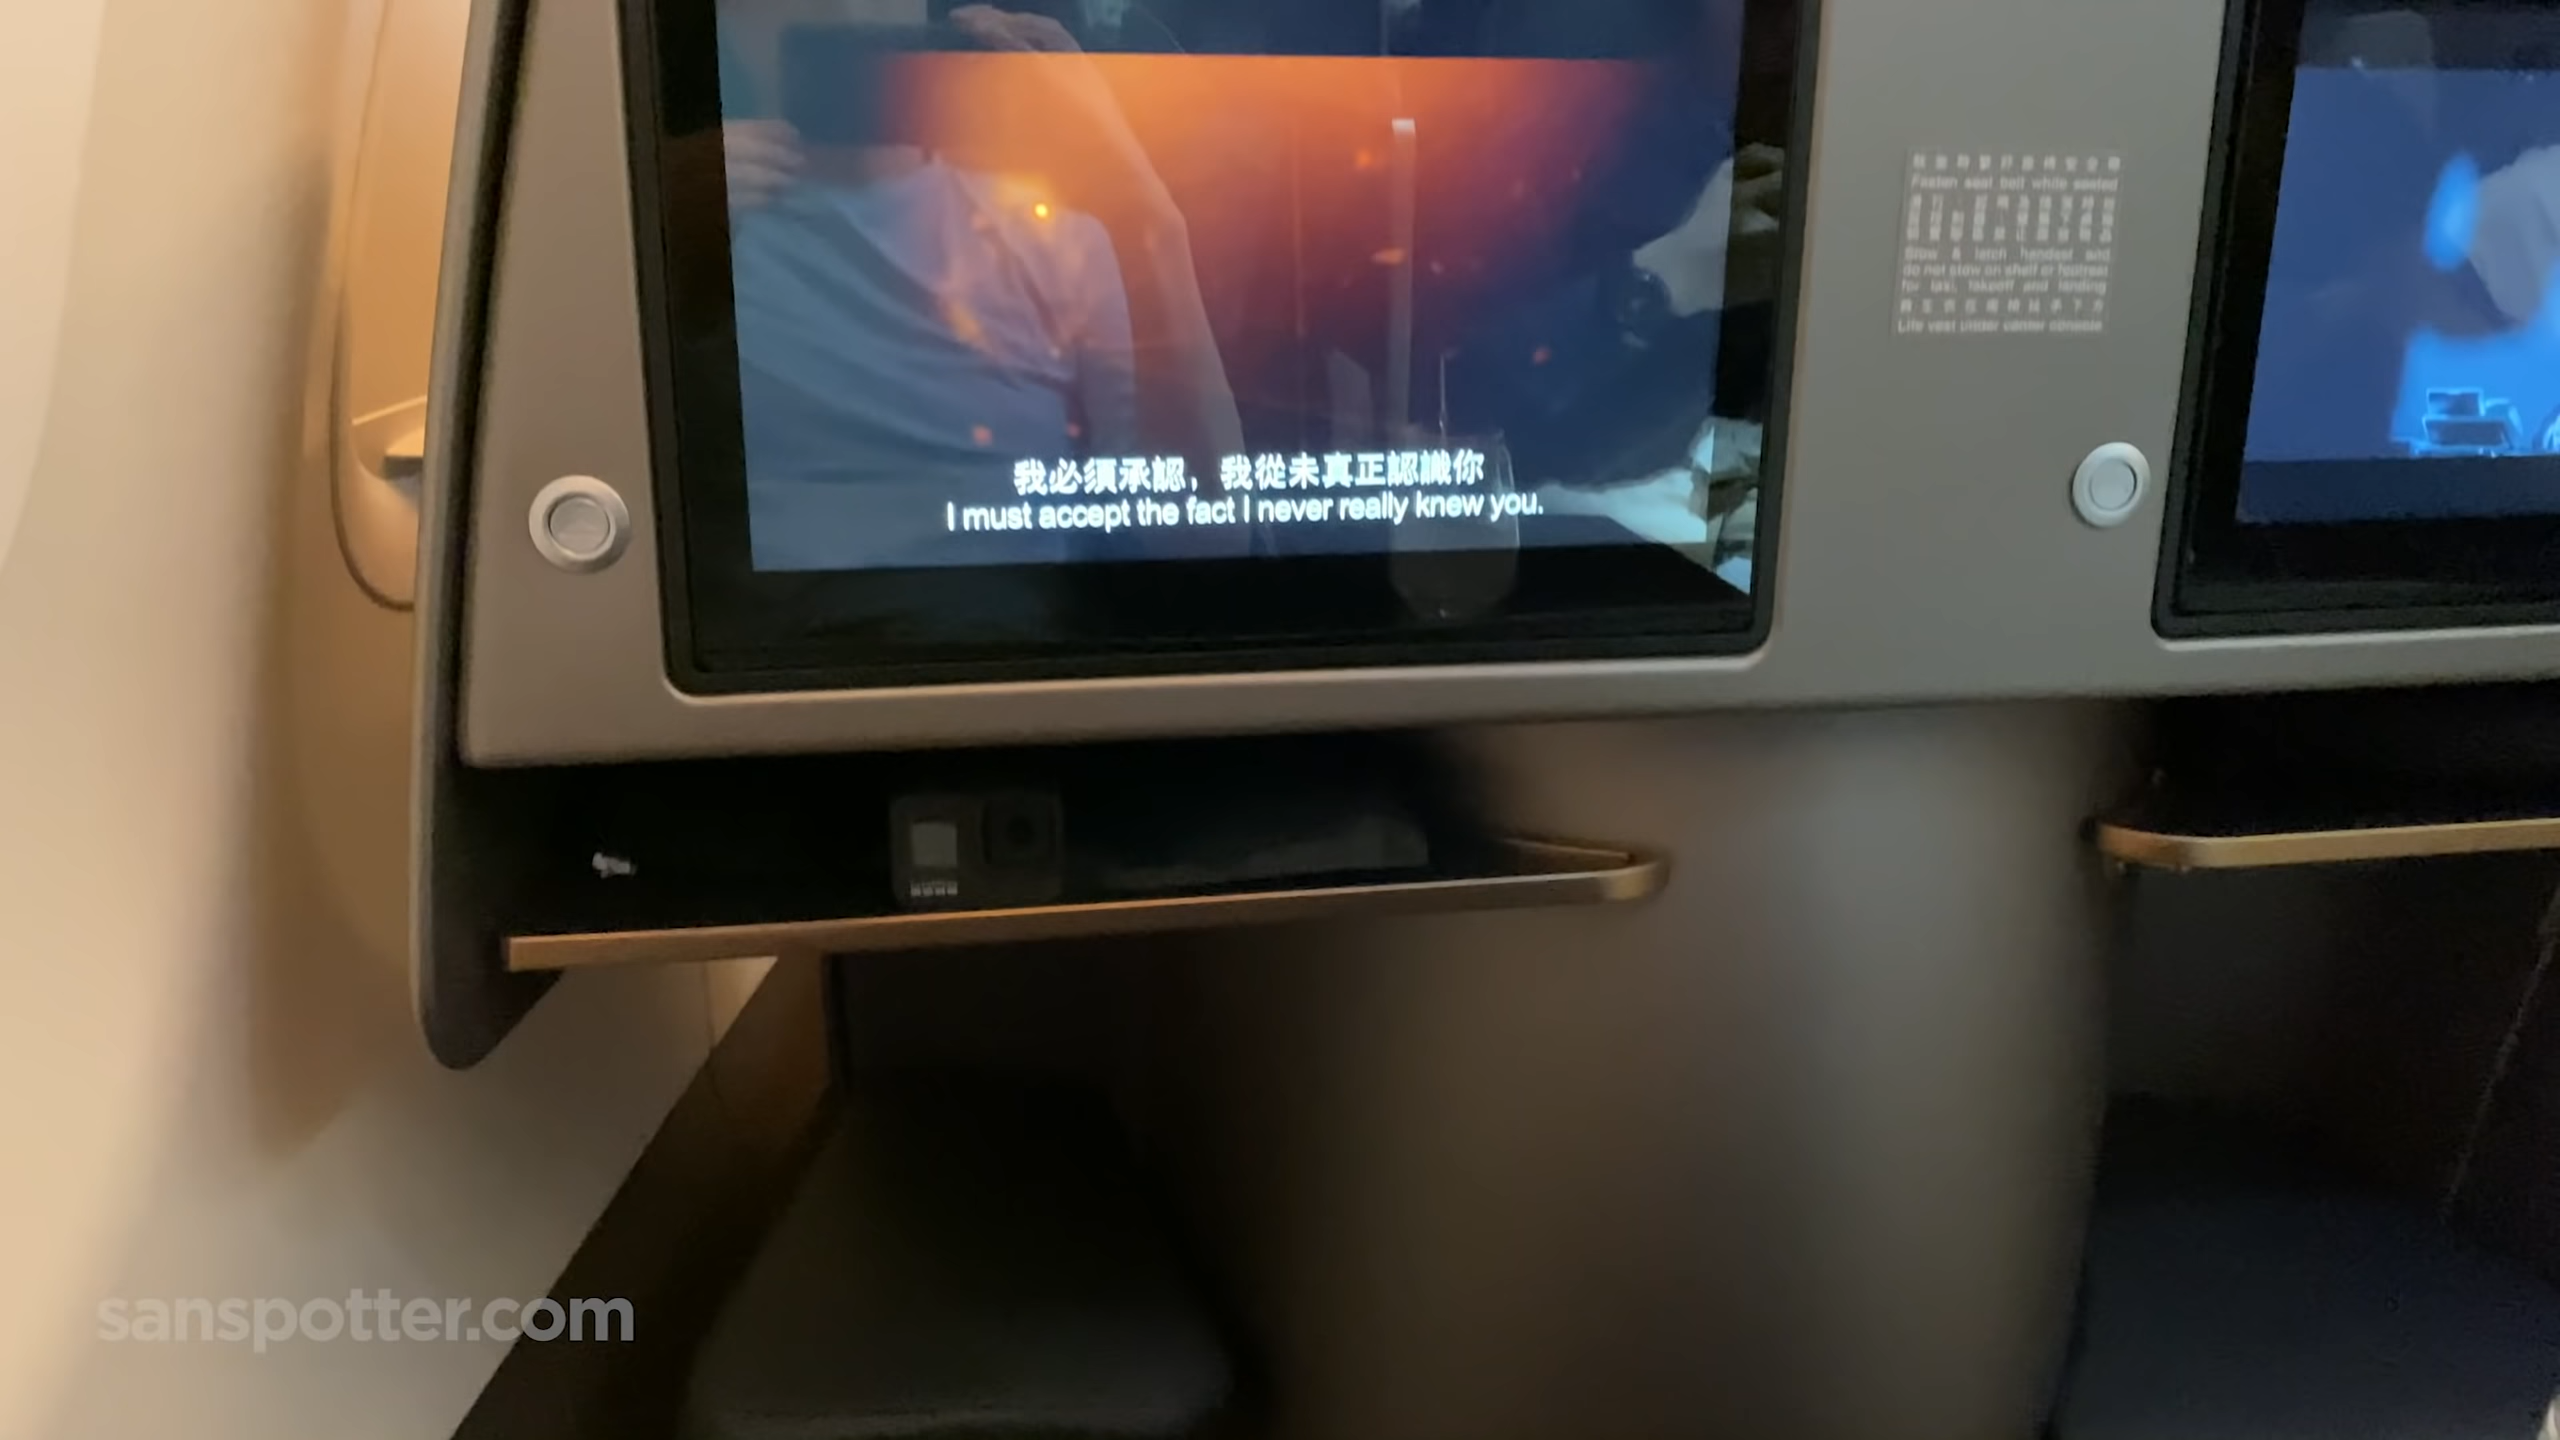 我必須承認，我從未真正認識你
I must accept the fact I never really knew you.
Fasten seat belt while seated
Stow & latch handset and
do not stow on shelf or footrest
for taxi, takeoff and landing
Life vest under center console
sanspotter.com